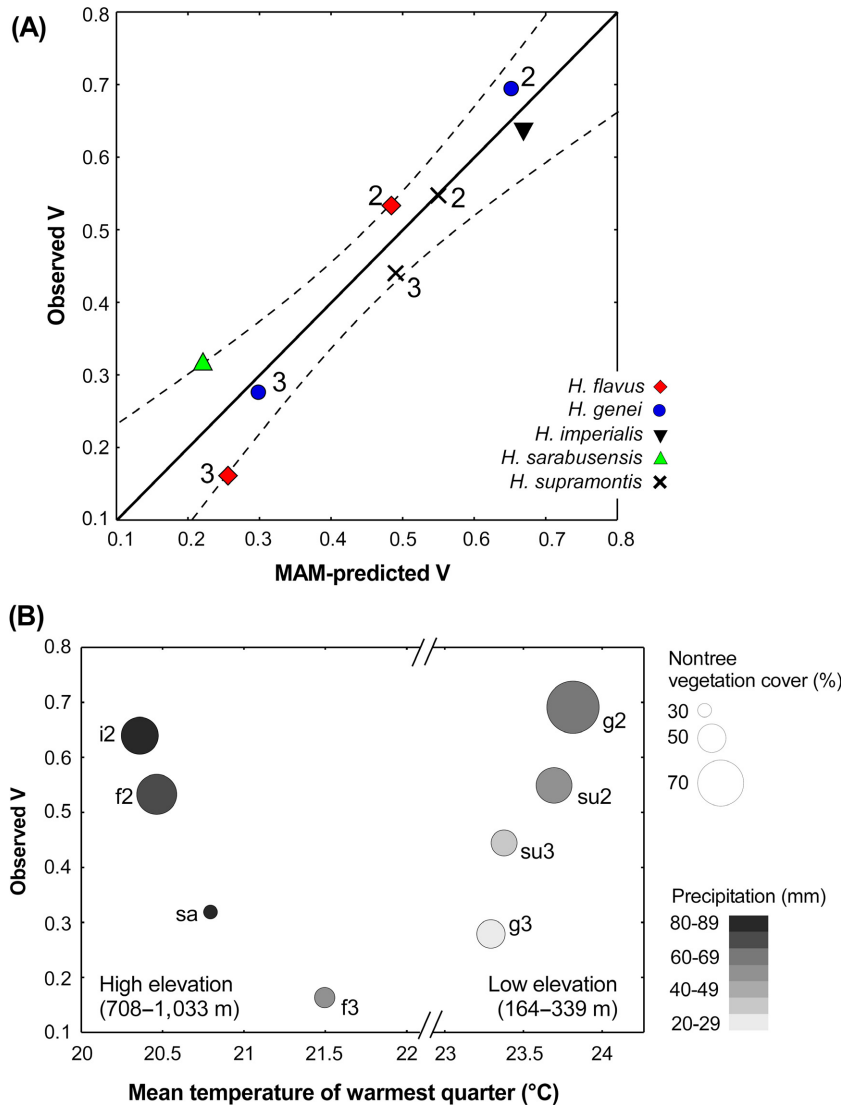 (A)
0.8
0.7
0.6
0.5
0.4
0.3
0.2
0.1
Observed V
2
2
2
3
3
3
H. flavus
H. genei
H. imperialis
H. sarabusensis
H. supramontis
0.1 0.2 0.3 0.4 0.5 0.6 0.7 0.8
MAM-predicted V
(B)
0.8
0.7
0.6
0.5
0.4
0.3
0.2
0.1
Observed V
i2
f2
sa
f3
g2
su2
su3
g3
High elevation
(708–1,033 m)
Low elevation
(164–339 m)
20 20.5 21 21.5 22 23 23.5 24
Mean temperature of warmest quarter (°C)
Nontree
vegetation cover (%)
30
50
70
Precipitation (mm)
80-89
60-69
40-49
20-29